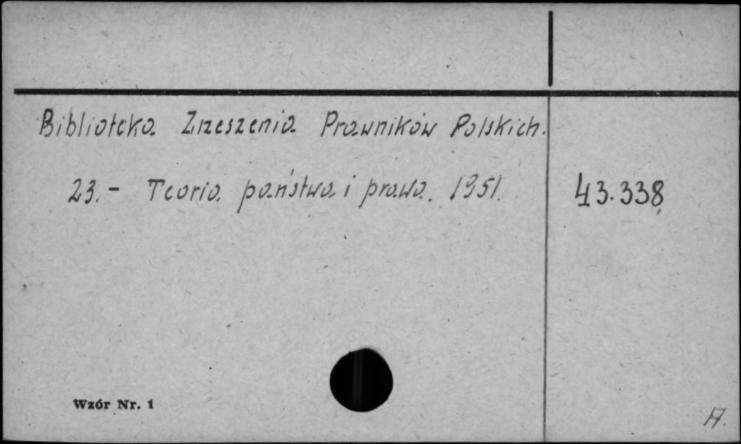 Biblioteka Zrzeszenia Prawników Polskich.
23.- Teoria państwa i prawa. 1951. 43.338
Wzór Nr. 1
A.